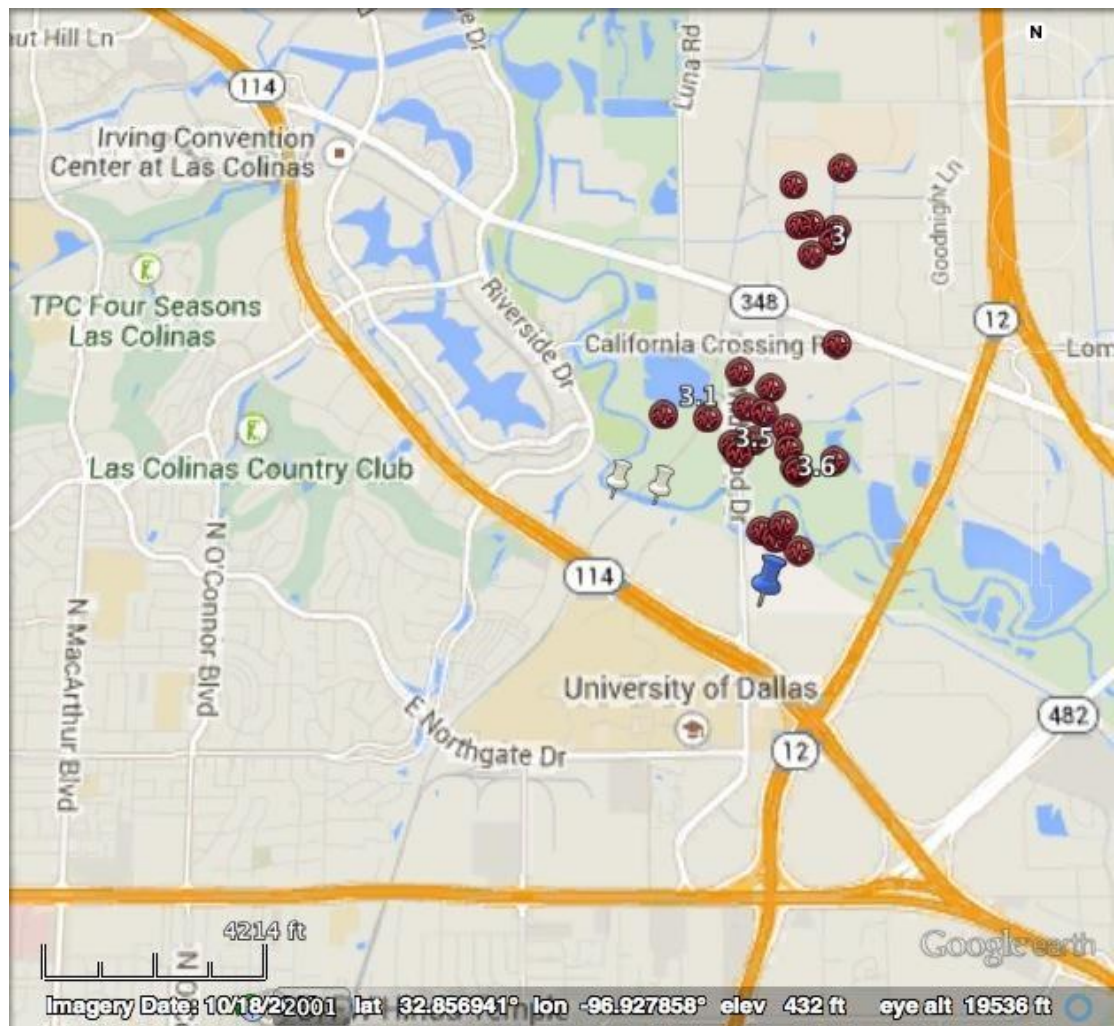 ut Hill Ln
Luna Rd
N
114
Irving Convention
Center at Las Colinas
Goodnight Ln
3
TPC Four Seasons
Las Colinas
Riverside Dr
348
12
California Crossing R
Lom
3.1
3.5
3.6
Las Colinas Country Club
N O'Connor Blvd
114
N MacArthur Blvd
University of Dallas
482
E Northgate Dr
12
4214 ft
Google earth
N O
Imagery Date: 10/18/2001 lat 32.856941° lon -96.927858° elev 432 ft eye alt 19536 ft